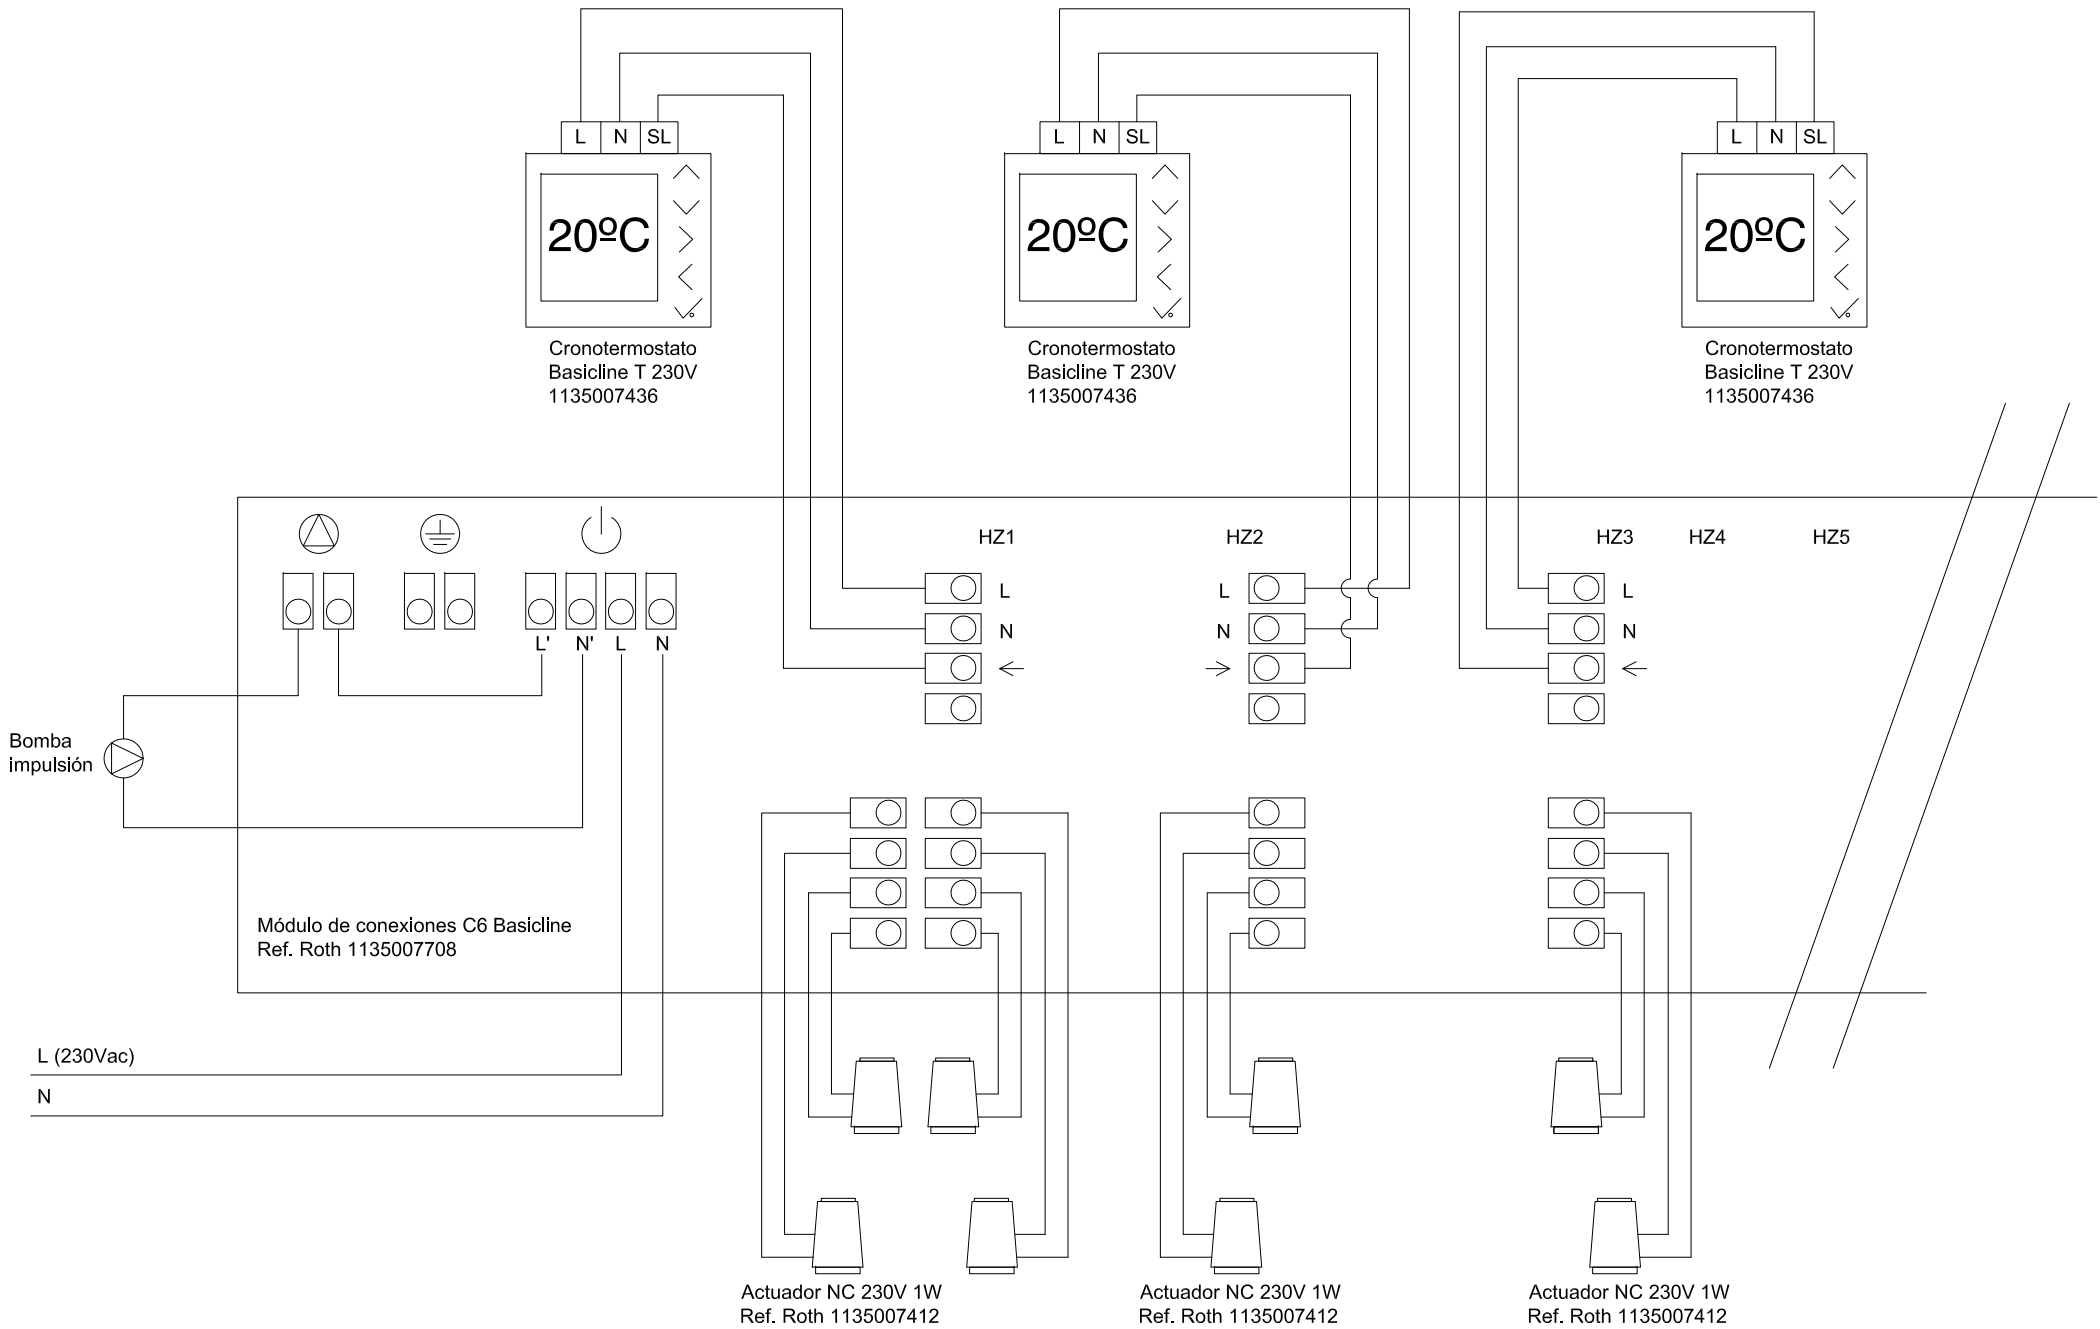 L N SL
L N SL
L N SL
20ºC
20ºC
20ºC
Cronotermostato
Basicline T 230V
1135007436
Cronotermostato
Basicline T 230V
1135007436
Cronotermostato
Basicline T 230V
1135007436
HZ1
HZ2
HZ3
HZ4
HZ5
L' N' L N
L
N
L
N
L
N
Bomba
impulsión
Módulo de conexiones C6 Basicline
Ref. Roth 1135007708
L (230Vac)
N
Actuador NC 230V 1W
Ref. Roth 1135007412
Actuador NC 230V 1W
Ref. Roth 1135007412
Actuador NC 230V 1W
Ref. Roth 1135007412